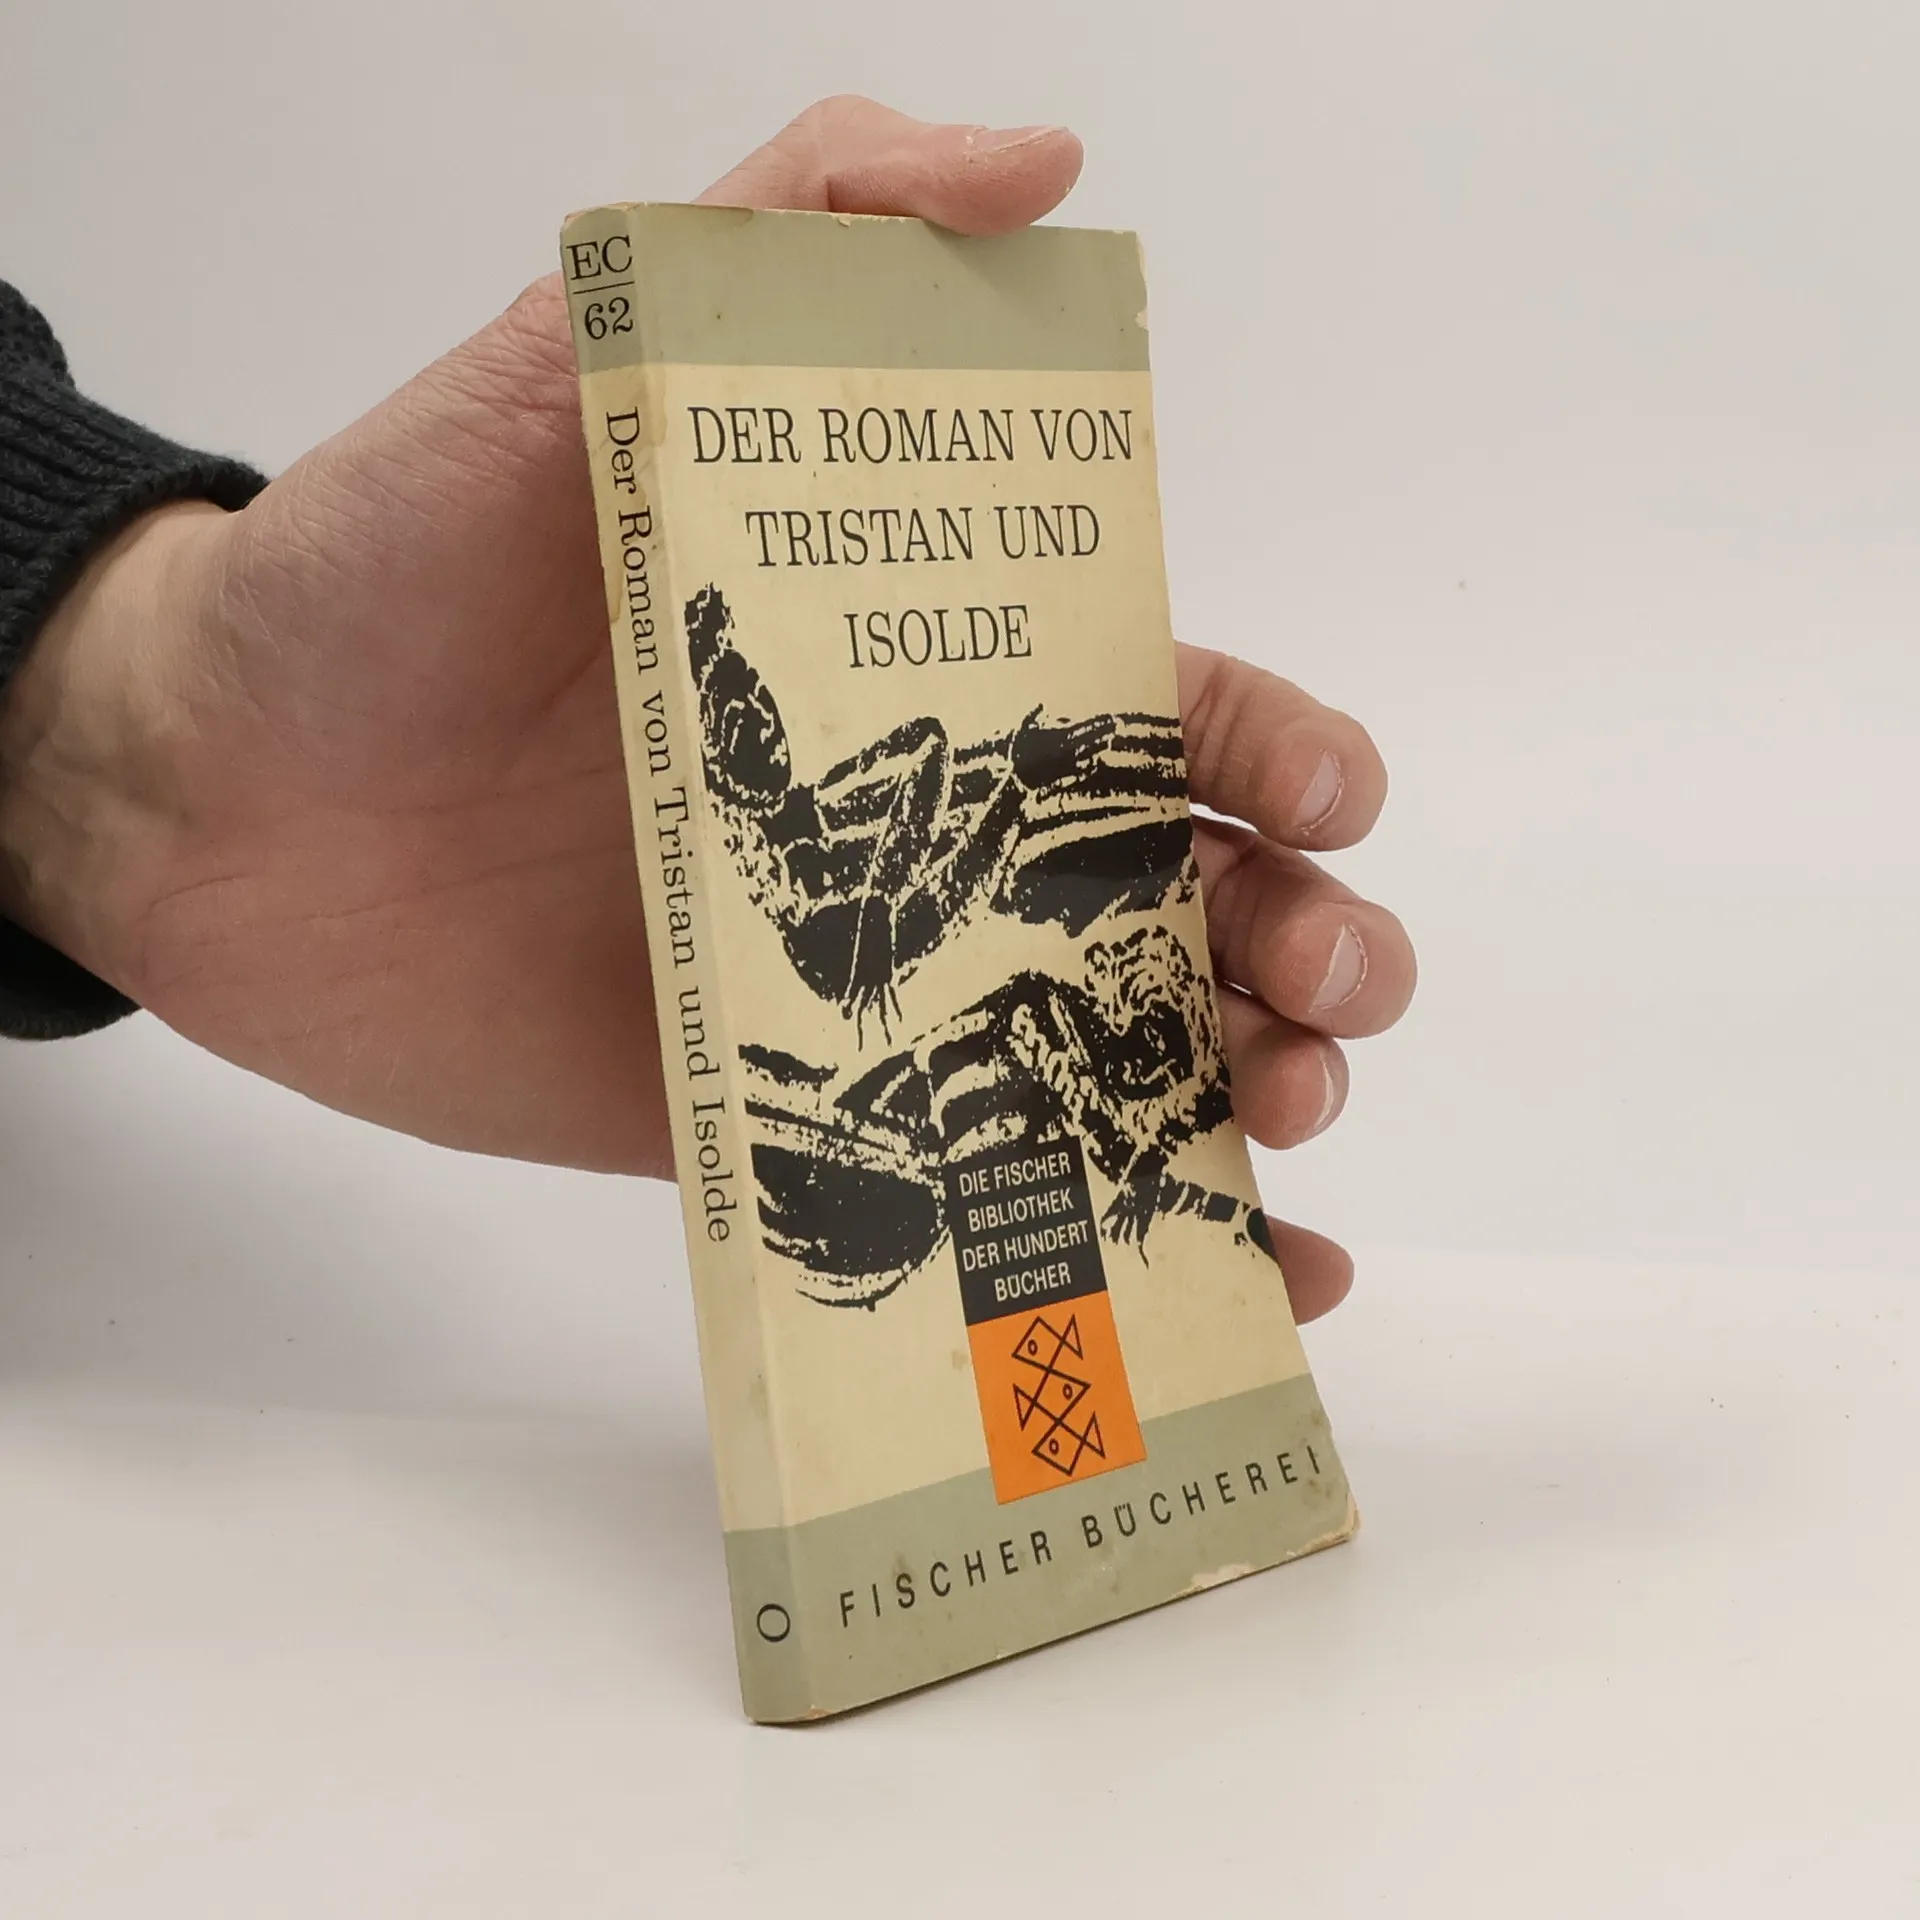 EC
62
Der Roman von Tristan und Isolde
O
DER ROMAN VON
TRISTAN UND
ISOLDE
DIE FISCHER
BIBLIOTHEK
DER HUNDERT
BÜCHER
FISCHER BÜCHEREI